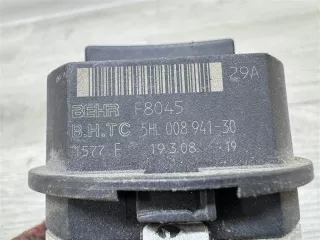 29A
BEHR F8045
B.H.TC 5HL 008 941-30
1577 F 19.3.08 19